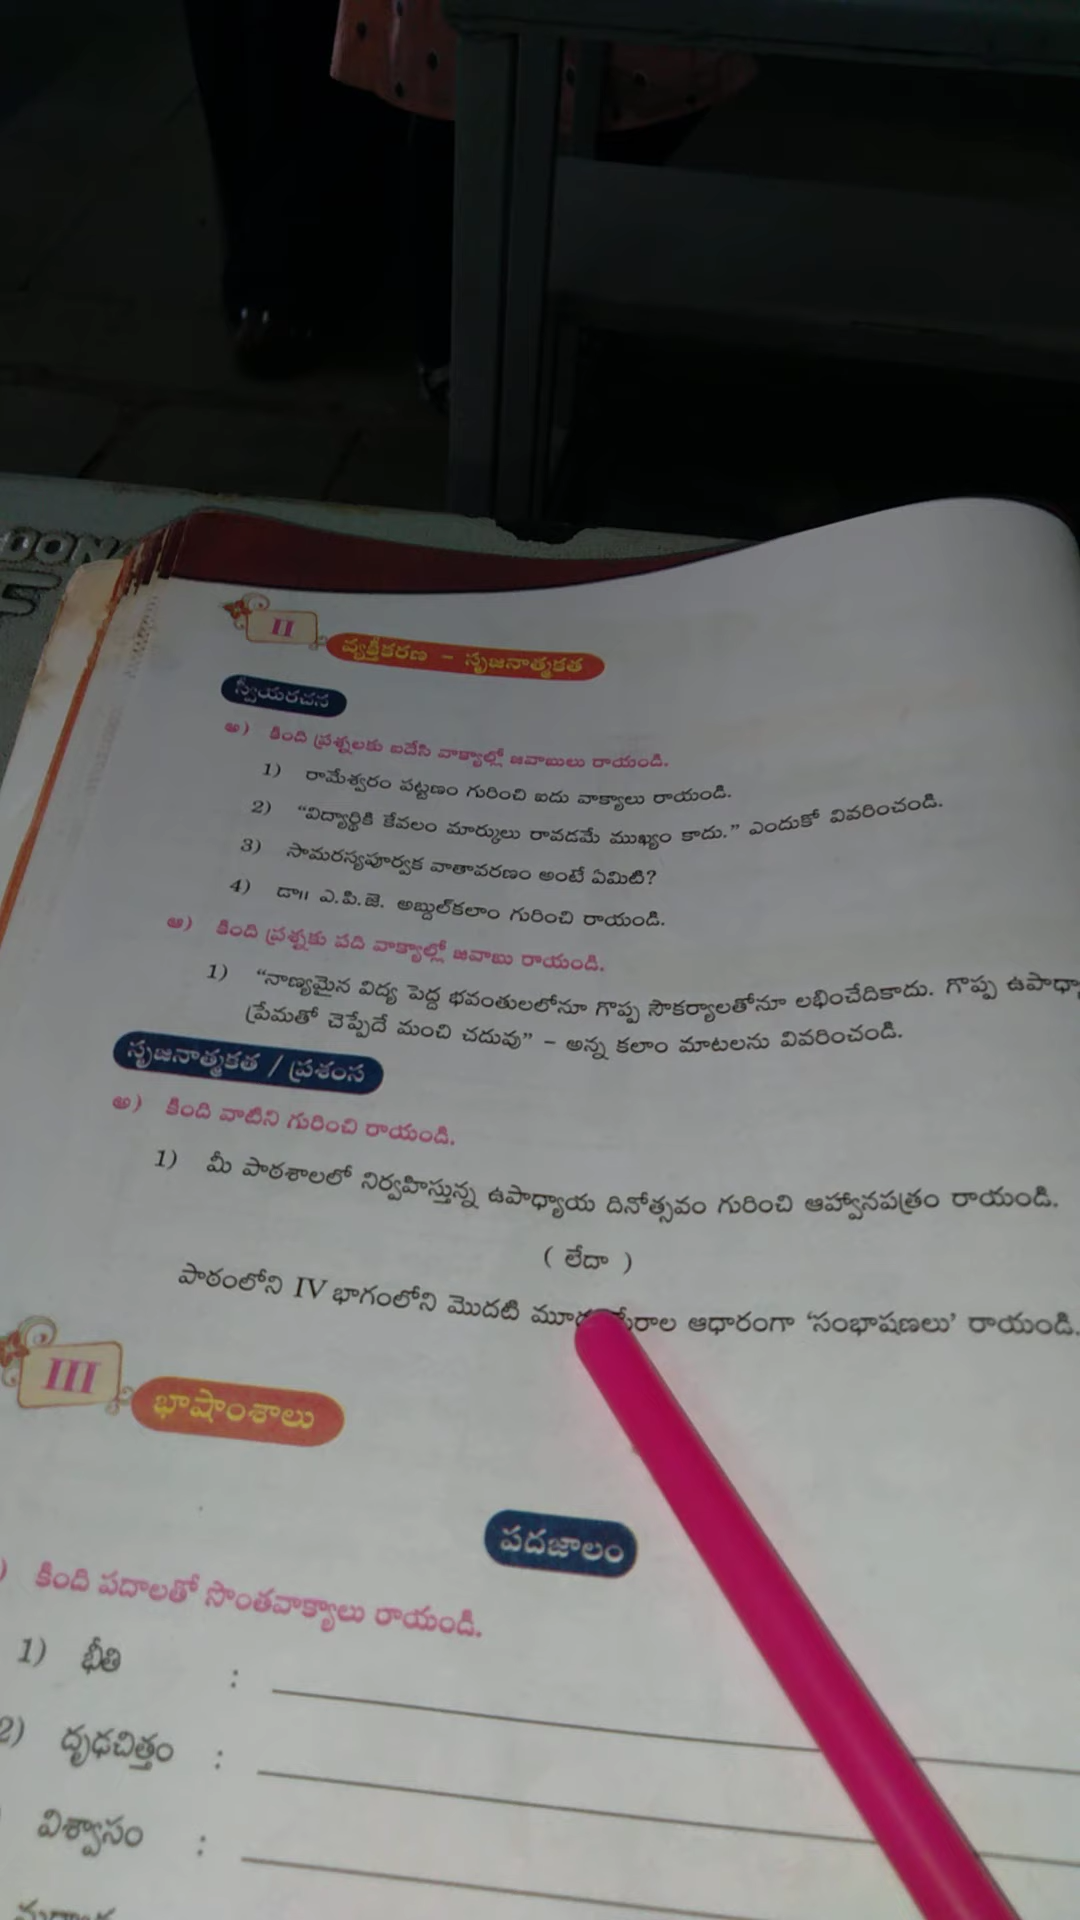 DON
II
వ్యక్తీకరణ – సృజనాత్మకత
స్వీయరచన
అ) కింది ప్రశ్నలకు ఐదేసి వాక్యాల్లో జవాబులు రాయండి.
1) రామేశ్వరం పట్టణం గురించి ఐదు వాక్యాలు రాయండి.
2) “విద్యార్థికి కేవలం మార్కులు రావడమే ముఖ్యం కాదు.” ఎందుకో వివరించండి.
3) సామరస్యపూర్వక వాతావరణం అంటే ఏమిటి?
4) డా|| ఎ.పి.జె. అబ్దుల్‌కలాం గురించి రాయండి.
ఆ) కింది ప్రశ్నకు పది వాక్యాల్లో జవాబు రాయండి.
1) “నాణ్యమైన విద్య పెద్ద భవంతులలోనూ గొప్ప సౌకర్యాలతోనూ లభించేదికాదు. గొప్ప
ప్రేమతో చెప్పేదే మంచి చదువు” – అన్న కలాం మాటలను వివరించండి.
సృజనాత్మకత / ప్రశంస
అ) కింది వాటిని గురించి రాయండి.
1) మీ పాఠశాలలో నిర్వహిస్తున్న ఉపాధ్యాయ దినోత్సవం గురించి ఆహ్వానపత్రం రాయండి.
( లేదా )
పాఠంలోని IV భాగంలోని మొదటి ఆధారంగా ‘సంభాషణలు’ రాయండి.
III
భాషాంశాలు
పదజాలం
) కింది పదాలతో సొంతవాక్యాలు రాయండి.
1) భీతి :
2) దృఢచిత్తం :
విశ్వాసం :